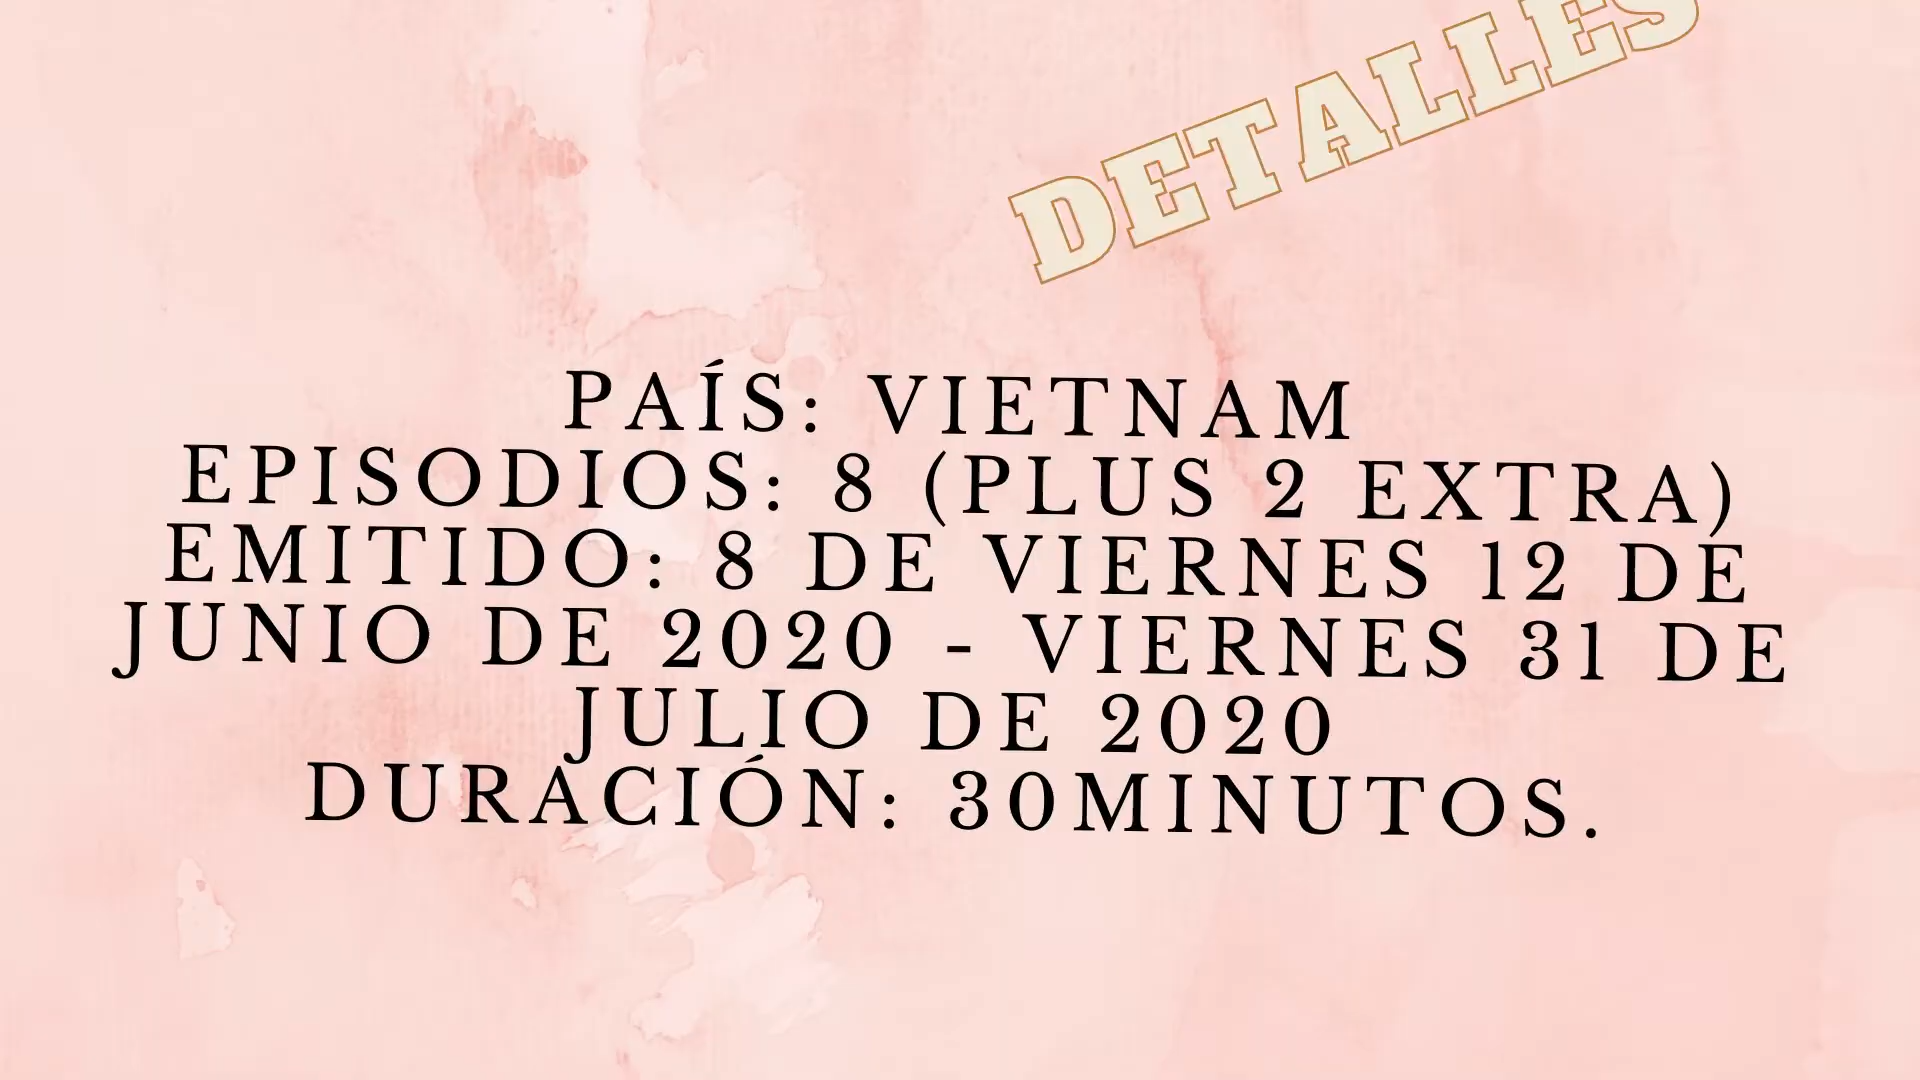 DETALLES
PAÍS: VIETNAM
EPISODIOS: 8 (PLUS 2 EXTRA)
EMITIDO: 8 DE VIERNES 12 DE
JUNIO DE 2020 - VIERNES 31 DE
JULIO DE 2020
DURACIÓN: 30MINUTOS.